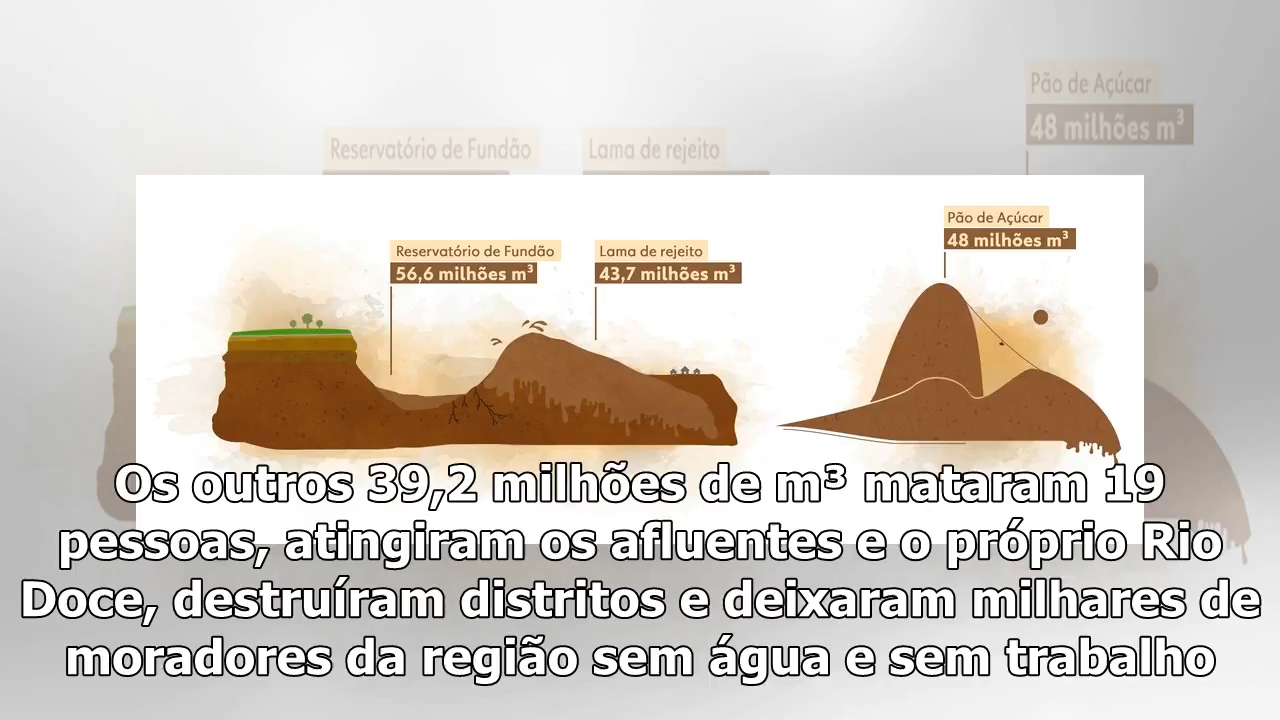 Pão de Açúcar
48 milhões m³
Reservatório de Fundão
Lama de rejeito
Pão de Açúcar
48 milhões m³
Reservatório de Fundão
56,6 milhões m³
Lama de rejeito
43,7 milhões m³
Os outros 39,2 milhões de m³ mataram 19
pessoas, atingiram os afluentes e o próprio Rio
Doce, destruíram distritos e deixaram milhares de
moradores da região sem água e sem trabalho